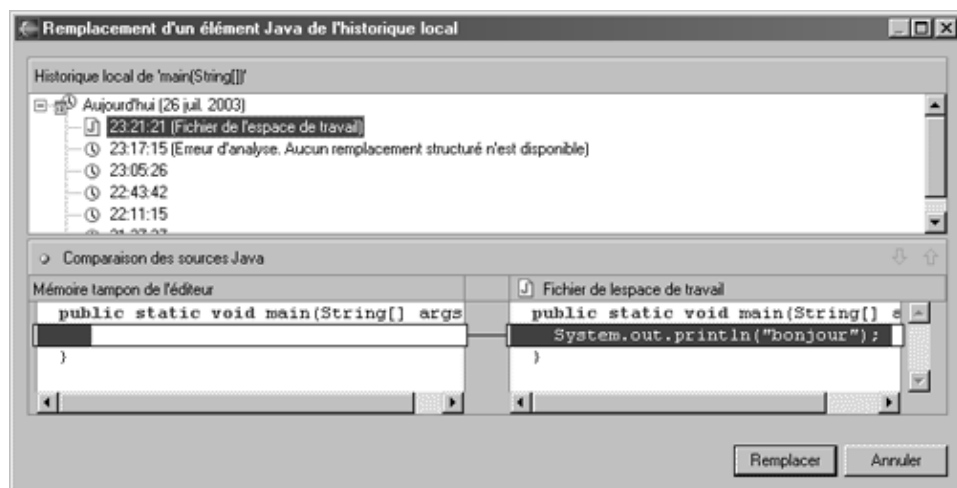 Remplacement d'un élément Java de l'historique local
Historique local de 'main(String[])'
Aujourd'hui (26 juil. 2003)
23:21:21 (Fichier de l'espace de travail)
23:17:15 (Erreur d'analyse. Aucun remplacement structuré n'est disponible)
23:05:26
22:43:42
22:11:15
21:27:27
Comparaison des sources Java
Mémoire tampon de l'éditeur
public static void main(String[] args
}
Fichier de lespace de travail
public static void main(String[] a
System.out.println("bonjour");
}
Remplacer
Annuler